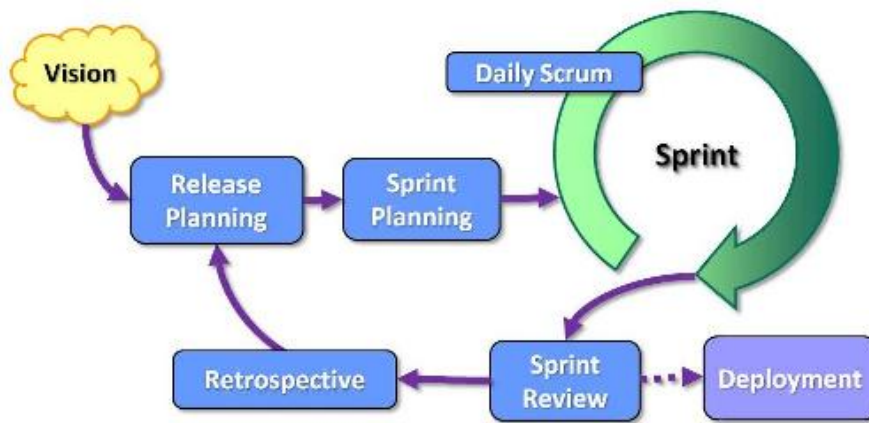 Vision
Daily Scrum
Release
Planning
Sprint
Planning
Sprint
Retrospective
Sprint
Review
Deployment